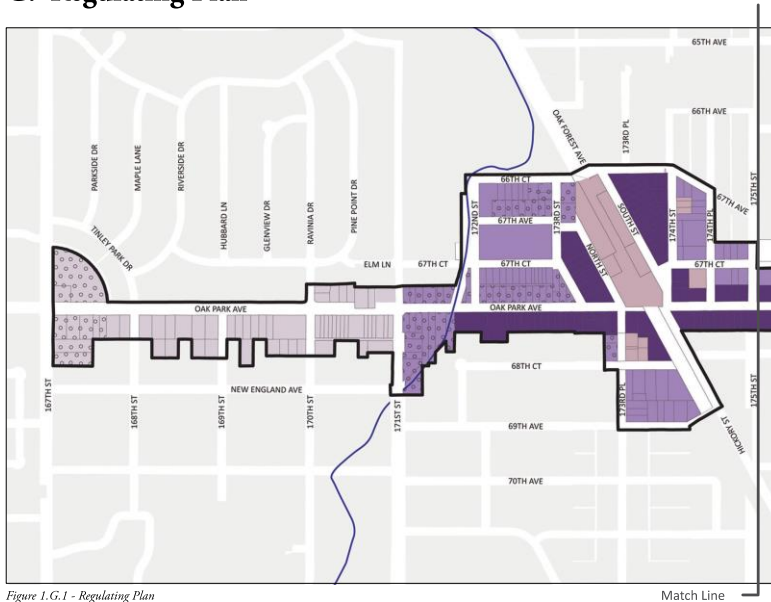 65TH AVE
66TH AVE
OAK FOREST AVE
173RD PL
175TH ST
PARKSIDE DR
MAPLE LANE
RIVERSIDE DR
HUBBARD LN
GLENVIEW DR
RAVINIA DR
PINE POINT DR
66TH CT
67TH AVE
172ND ST
67TH AVE
173RD ST
SOUTH ST
174TH ST
174TH PL
TINLEY PARK DR
ELM LN
67TH CT
67TH CT
NORTH ST
67TH CT
OAK PARK AVE
OAK PARK AVE
68TH CT
NEW ENGLAND AVE
167TH ST
168TH ST
169TH ST
170TH ST
171ST ST
173RD PL
175TH ST
69TH AVE
HICKORY ST
70TH AVE
Figure 1.G.1 - Regulating Plan
Match Line